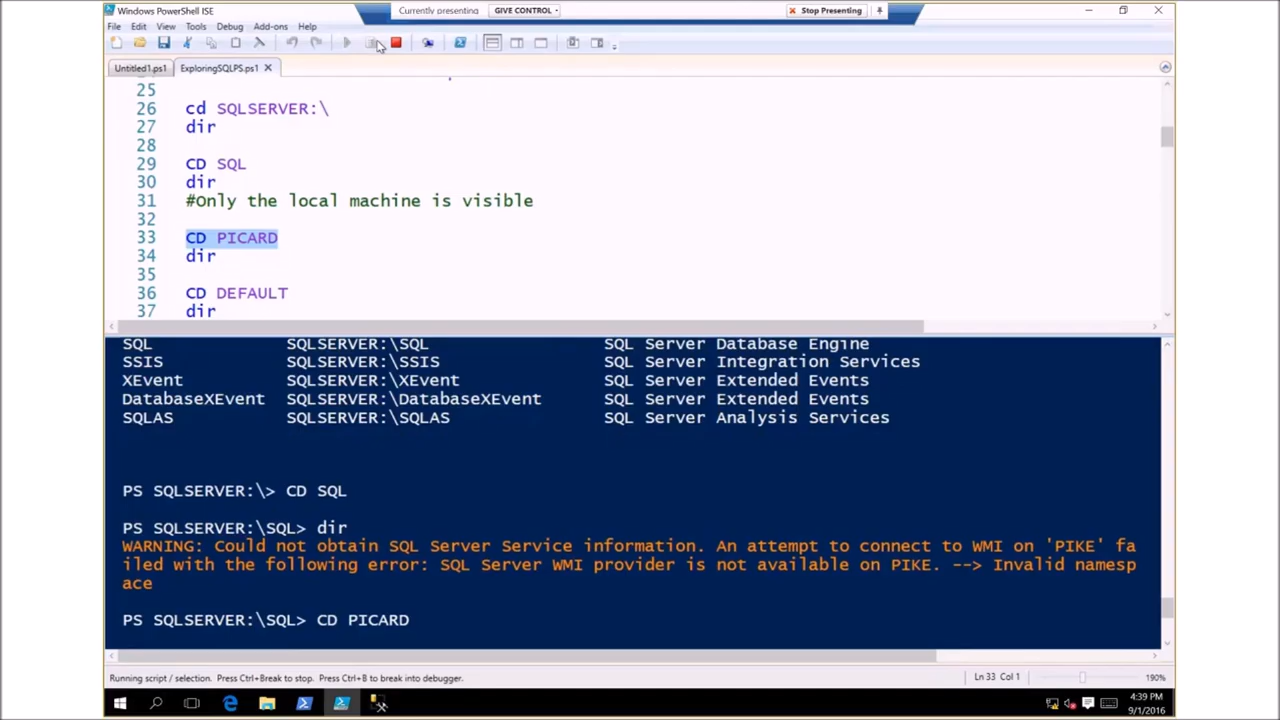 Windows PowerShell ISE
Currently presenting GIVE CONTROL Stop Presenting
File Edit View Tools Debug Add-ons Help
Untitled1.ps1 ExploringSQLPS.ps1
25
26 cd SQLSERVER:\
27 dir
28
29 CD SQL
30 dir
31 #Only the local machine is visible
32
33 CD PICARD
34 dir
35
36 CD DEFAULT
37 dir
SQL SQLSERVER:\SQL SQL Server Database Engine
SSIS SQLSERVER:\SSIS SQL Server Integration Services
XEvent SQLSERVER:\XEvent SQL Server Extended Events
DatabaseXEvent SQLSERVER:\DatabaseXEvent SQL Server Extended Events
SQLAS SQLSERVER:\SQLAS SQL Server Analysis Services
PS SQLSERVER:\> CD SQL
PS SQLSERVER:\SQL> dir
WARNING: Could not obtain SQL Server Service information. An attempt to connect to WMI on 'PIKE' fa
iled with the following error: SQL Server WMI provider is not available on PIKE. --> Invalid namesp
ace
PS SQLSERVER:\SQL> CD PICARD
Running script / selection. Press Ctrl+Break to stop. Press Ctrl+B to break into debugger. Ln 33 Col 1 190%
4:39 PM
9/1/2016